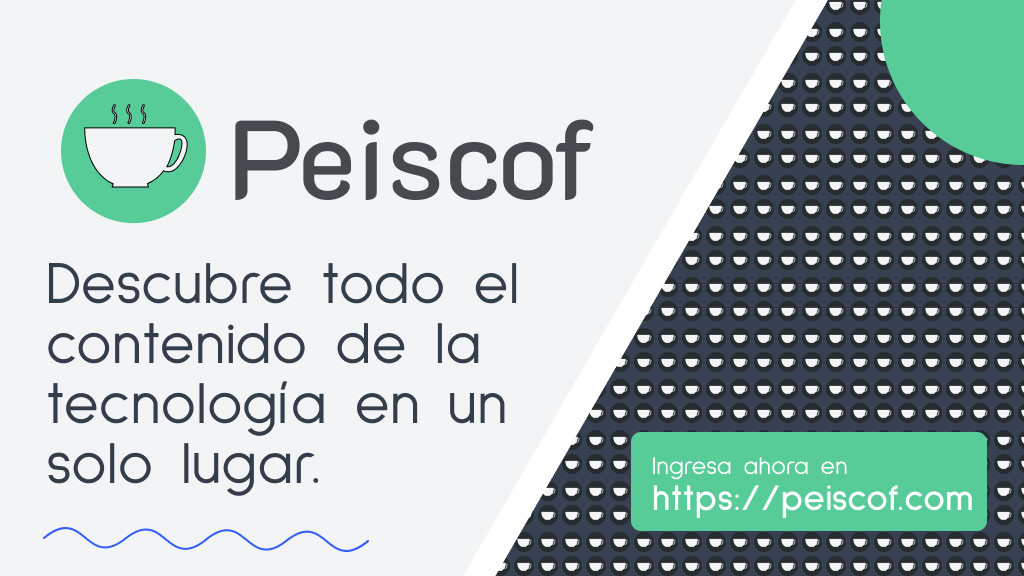 Peiscof
Descubre todo el
contenido de la
tecnología en un
solo lugar.
Ingresa ahora en
https://peiscof.com